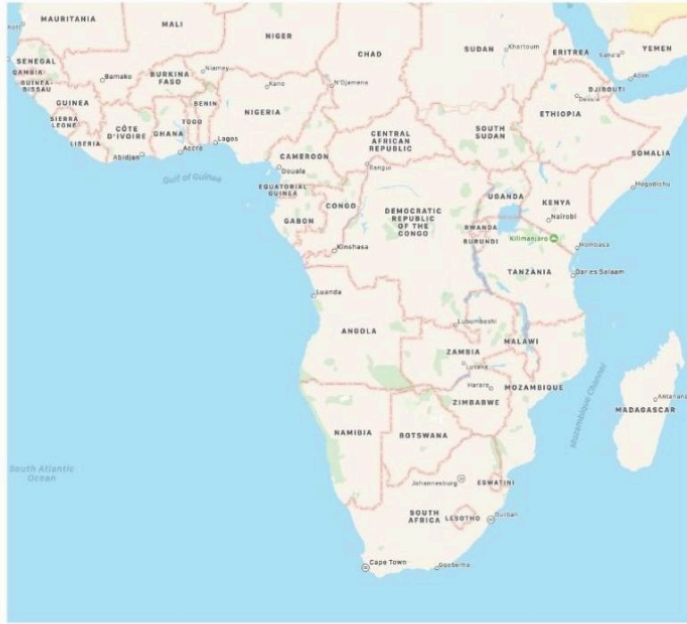 MAURITANIA
MALI
NIGER
CHAD
SUDAN
Khartoum
ERITREA
YEMEN
Aden
SENEGAL
GAMBIA
GUINEA-
BISSAU
Bamako
BURKINA
FASO
Niamey
Kano
N'Djamena
DJIBOUTI
Dessie
GUINEA
SIERRA
LEONE
LIBERIA
CÔTE
D'IVOIRE
GHANA
TOGO
BENIN
NIGERIA
ETHIOPIA
Abidjan
Accra
Lagos
CENTRAL
AFRICAN
REPUBLIC
SOUTH
SUDAN
SOMALIA
Gulf of Guinea
CAMEROON
Douala
Bangui
Mogadishu
EQUATORIAL
GUINEA
GABON
CONGO
DEMOCRATIC
REPUBLIC
OF THE
CONGO
UGANDA
KENYA
Nairobi
RWANDA
BURUNDI
Kilimanjaro
Mombasa
Kinshasa
TANZANIA
Dar es Salaam
Luanda
Lubumbashi
ANGOLA
ZAMBIA
MALAWI
Lusaka
Harare
MOZAMBIQUE
ZIMBABWE
Mozambique Channel
MADAGASCAR
NAMIBIA
BOTSWANA
South Atlantic
Ocean
Johannesburg
ESWATINI
SOUTH
AFRICA
LESOTHO
Durban
Cape Town
Gqeberha